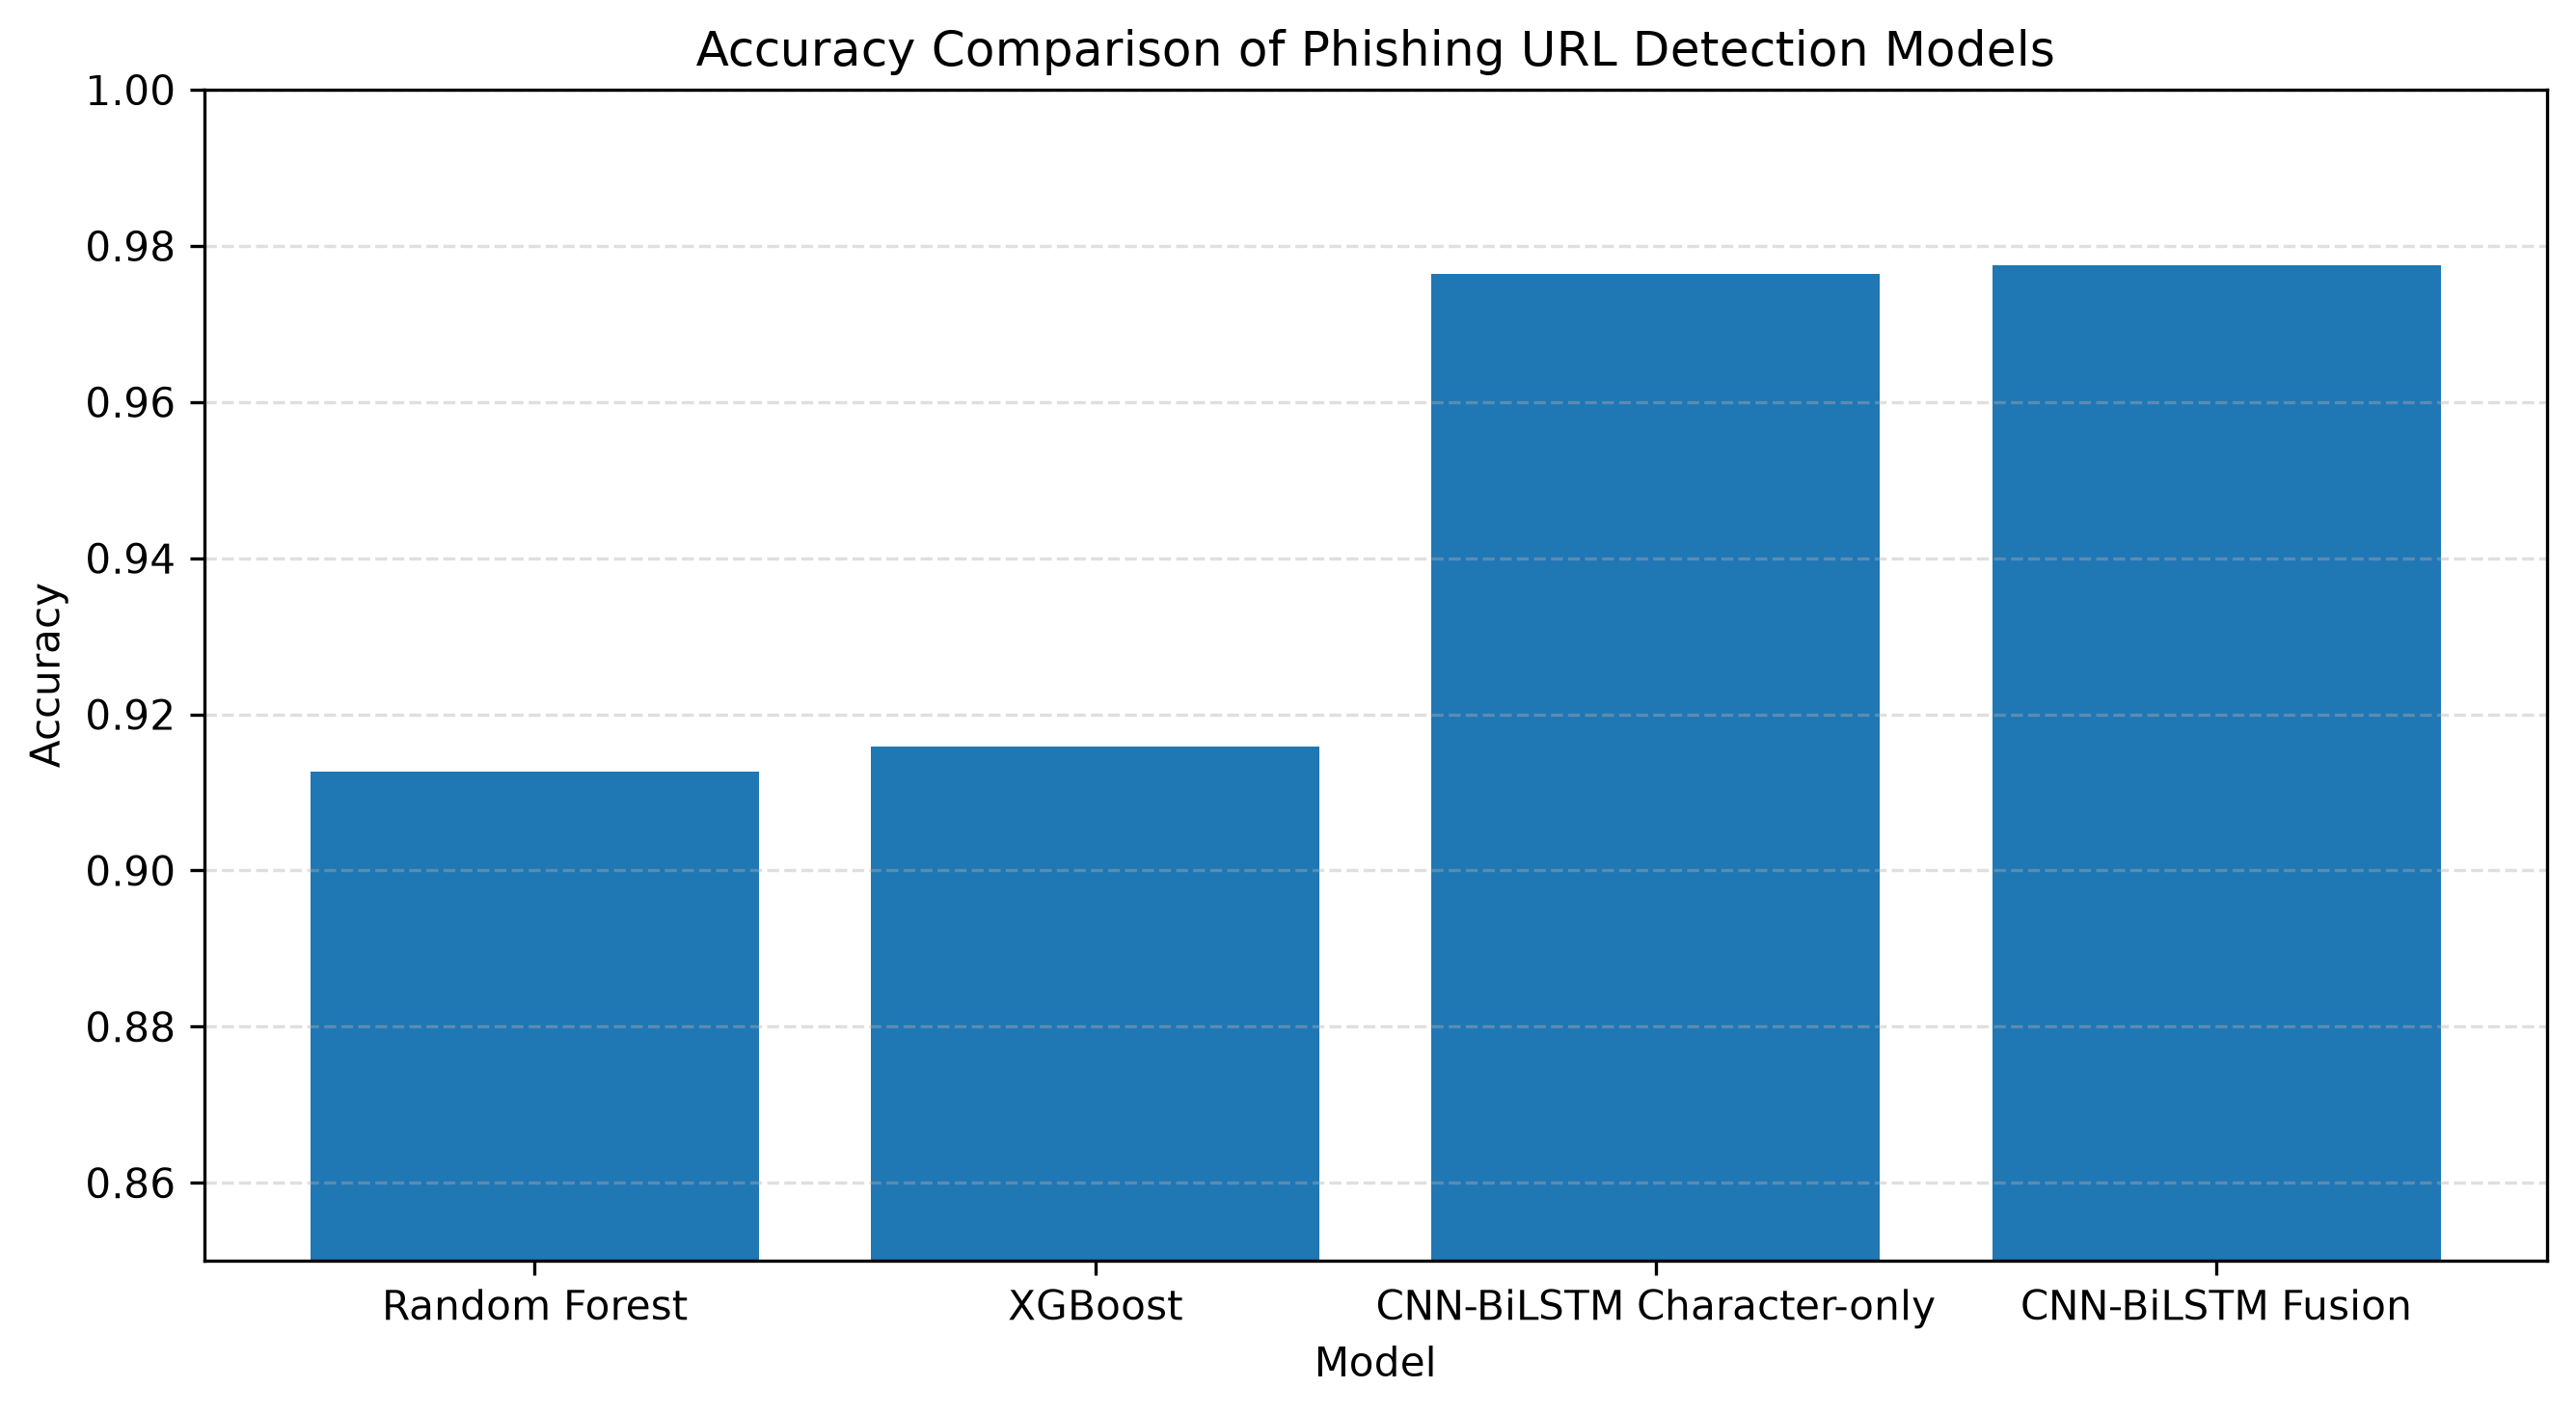 Accuracy Comparison of Phishing URL Detection Models
1.00
0.98
0.96
0.94
0.92
0.90
0.88
0.86
Accuracy
Random Forest
XGBoost
CNN-BiLSTM Character-only
CNN-BiLSTM Fusion
Model